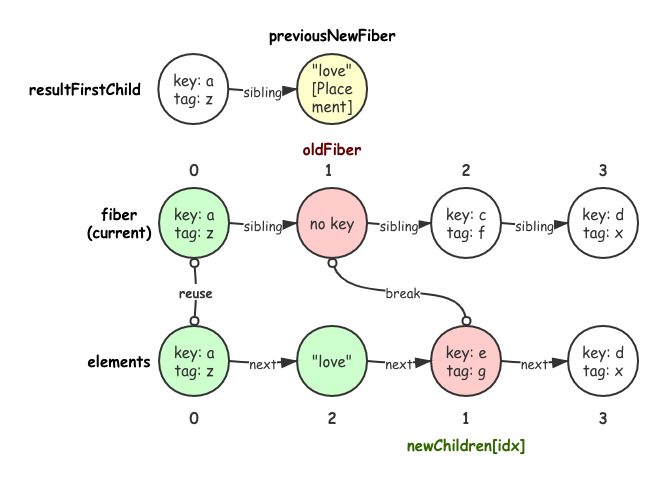 previousNewFiber
resultFirstChild
key: a
tag: z
sibling
"love"
[Place
ment]
oldFiber
0
1
2
3
fiber
(current)
key: a
tag: z
sibling
no key
sibling
key: c
tag: f
sibling
key: d
tag: x
reuse
break
elements
key: a
tag: z
next
"love"
next
key: e
tag: g
next
key: d
tag: x
0
2
1
3
newChildren[idx]